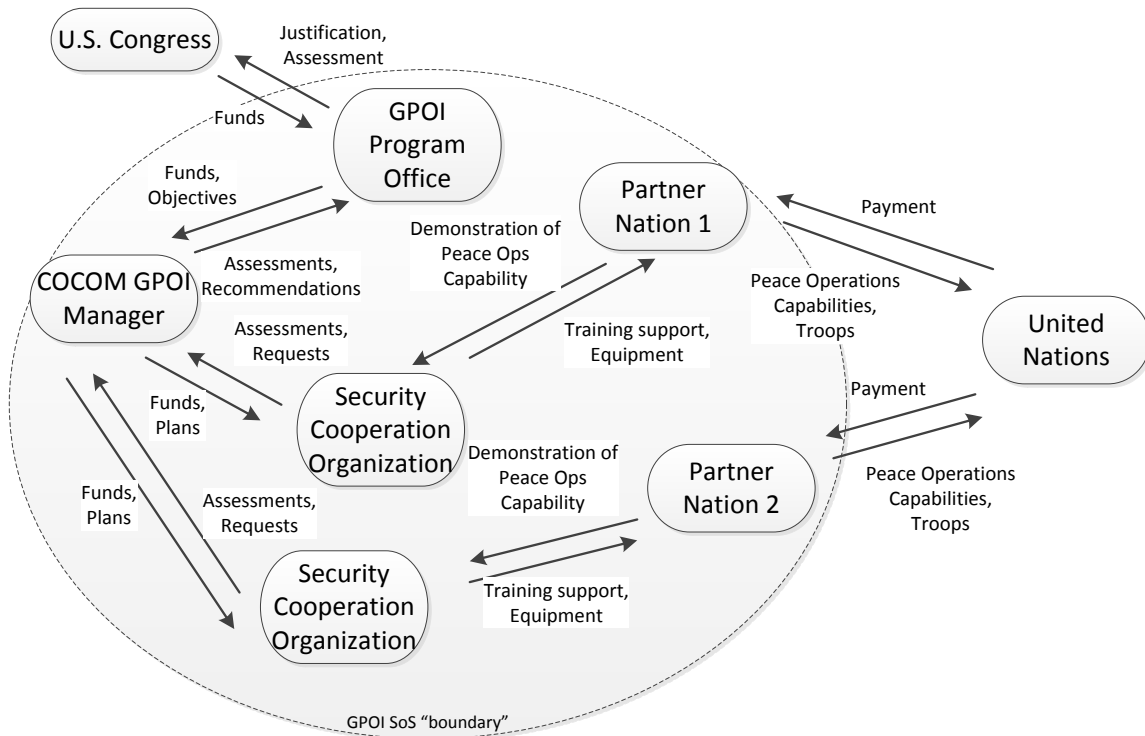 U.S. Congress
Justification,
Assessment
Funds
GPOI
Program
Office
Funds,
Objectives
Partner
Nation 1
Payment
Demonstration of
Peace Ops
Capability
COCOM GPOI
Manager
Assessments,
Recommendations
Peace Operations
Capabilities,
Troops
United
Nations
Assessments,
Requests
Training support,
Equipment
Payment
Funds,
Plans
Security
Cooperation
Organization
Demonstration of
Peace Ops
Capability
Partner
Nation 2
Peace Operations
Capabilities,
Troops
Funds,
Plans
Assessments,
Requests
Security
Cooperation
Organization
Training support,
Equipment
GPOI SoS “boundary”